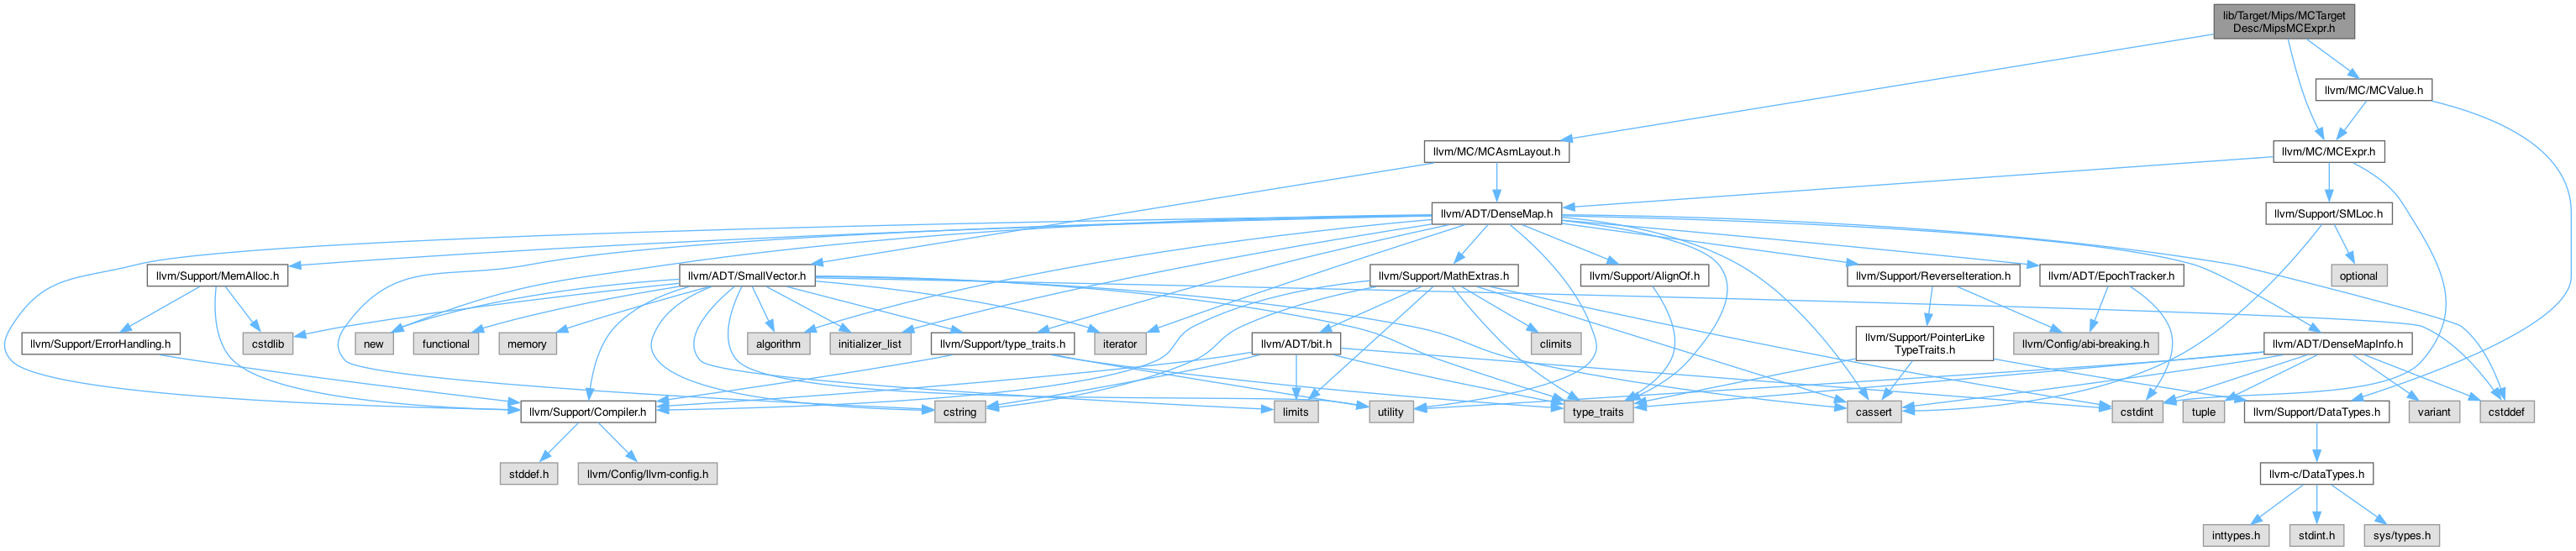 lib/Target/Mips/MCTarget
Desc/MipsMCExpr.h
llvm/MC/MCValue.h
llvm/MC/MCAsmLayout.h
llvm/MC/MCExpr.h
llvm/ADT/DenseMap.h
llvm/Support/SMLoc.h
llvm/Support/MemAlloc.h
llvm/ADT/SmallVector.h
llvm/Support/MathExtras.h
llvm/Support/AlignOf.h
llvm/Support/ReverseIteration.h
llvm/ADT/EpochTracker.h
optional
llvm/Support/ErrorHandling.h
cstdlib
new
functional
memory
algorithm
initializer_list
llvm/Support/type_traits.h
iterator
llvm/ADT/bit.h
climits
llvm/Support/PointerLike
TypeTraits.h
llvm/Config/abi-breaking.h
llvm/ADT/DenseMapInfo.h
llvm/Support/Compiler.h
cstring
limits
utility
type_traits
cassert
cstdint
tuple
llvm/Support/DataTypes.h
variant
cstddef
stddef.h
llvm/Config/llvm-config.h
llvm-c/DataTypes.h
inttypes.h
stdint.h
sys/types.h